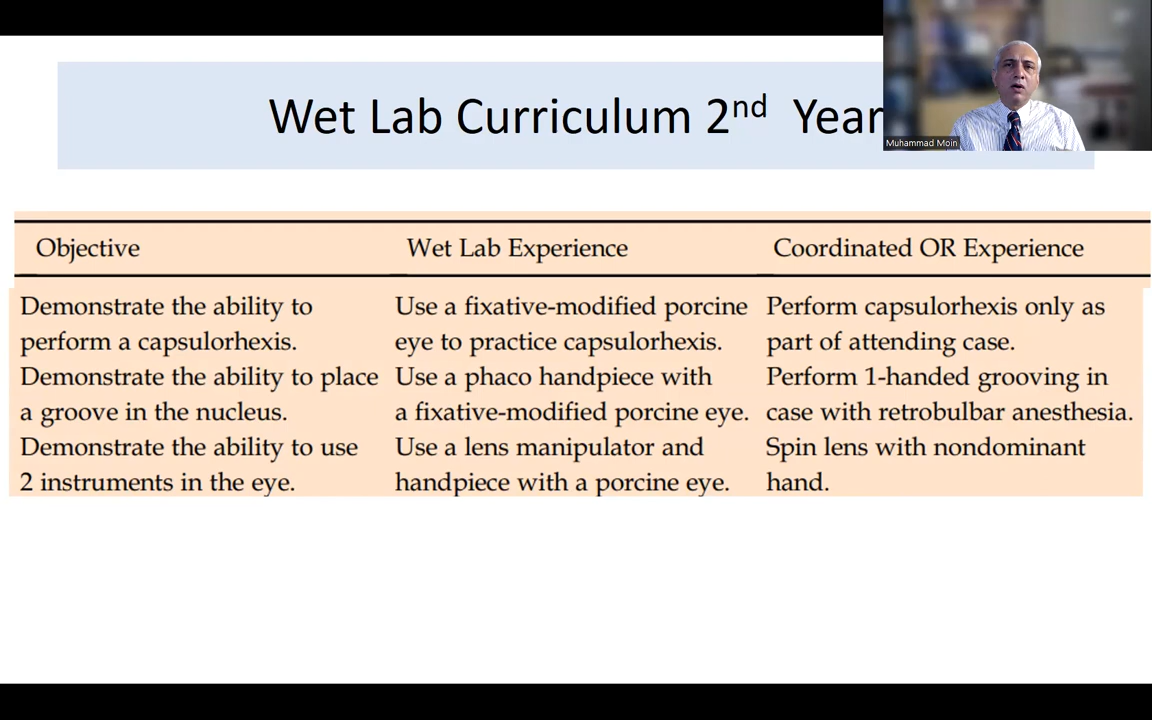 Wet Lab Curriculum 2nd Year
Muhammad Moin
Objective Wet Lab Experience Coordinated OR Experience
Demonstrate the ability to Use a fixative-modified porcine Perform capsulorhexis only as
perform a capsulorhexis. eye to practice capsulorhexis. part of attending case.
Demonstrate the ability to place Use a phaco handpiece with Perform 1-handed grooving in
a groove in the nucleus. a fixative-modified porcine eye. case with retrobulbar anesthesia.
Demonstrate the ability to use Use a lens manipulator and Spin lens with nondominant
2 instruments in the eye. handpiece with a porcine eye. hand.